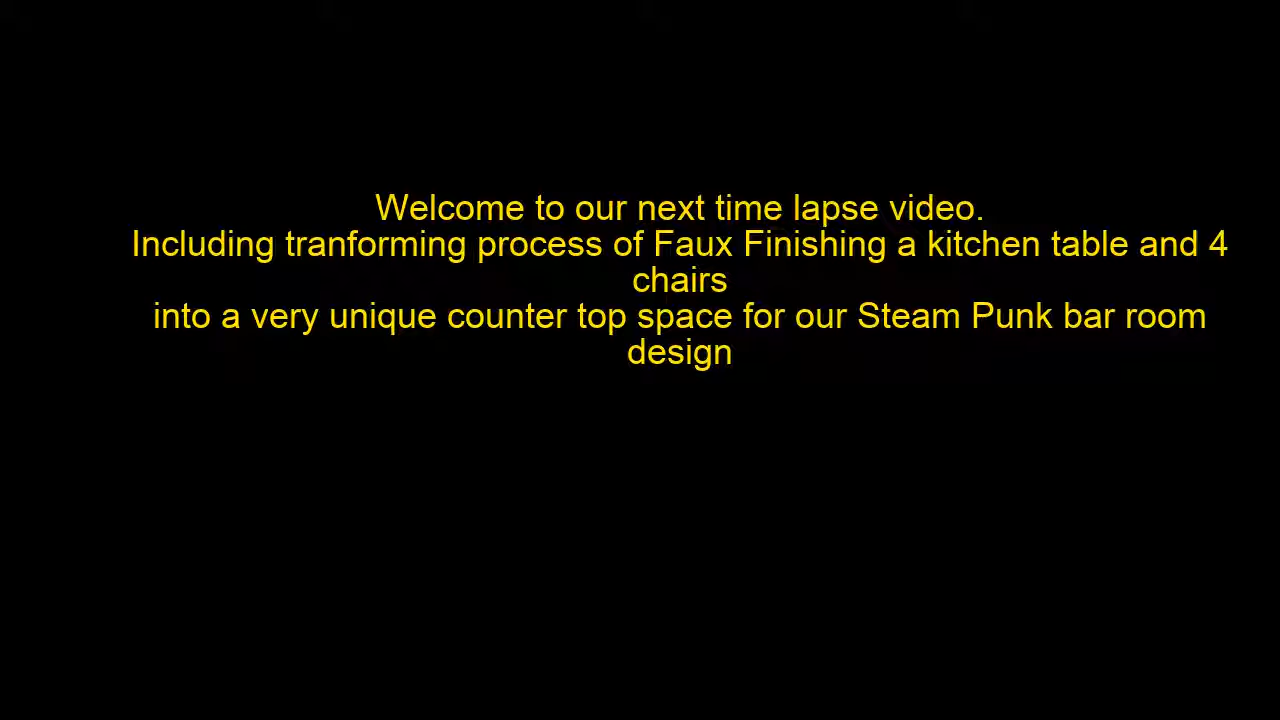 Welcome to our next time lapse video.
Including tranforming process of Faux Finishing a kitchen table and 4
chairs
into a very unique counter top space for our Steam Punk bar room
design